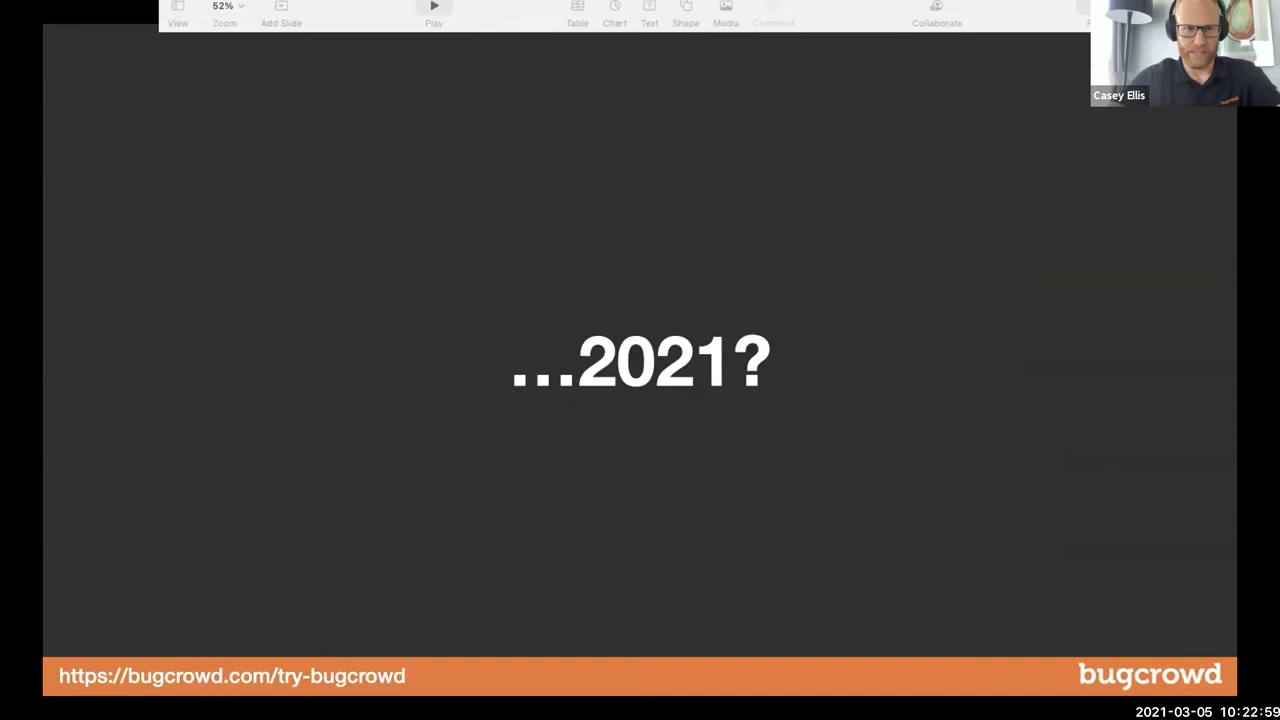 52%
View
Zoom
Add Slide
Play
Table
Chart
Text
Shape
Media
Comment
Collaborate
Casey Ellis
...2021?
https://bugcrowd.com/try-bugcrowd
bugcrowd
2021-03-05 10:22:59